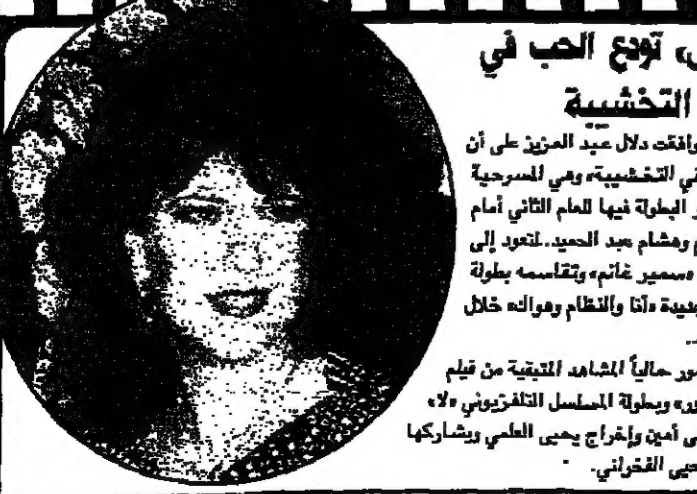 تودع الحب في
التخشيبة
وافقت دلال عبد العزيز على أن
في التخشيبة» وهي المسرحية
البطولة فيها للعام الثاني أمام
وهشام عبد الحميد..لتعود إلى
«سمير غانم» وتقاسمه بطولة
«أنا والنظام وهواك» خلال
..
حالياً المشاهد المتبقية من فيلم
وبطولة المسلسل التلفزيوني «لا»
أمين وإخراج يحيى العلمي ويشاركها
الفخراني.